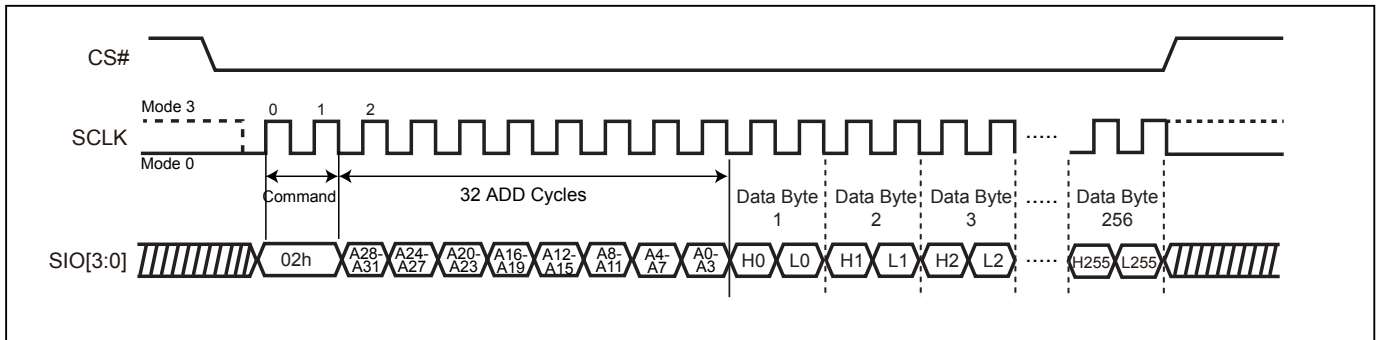 CS#
Mode 3
0 1 2
SCLK
.....
Mode 0
Command
32 ADD Cycles
Data Byte 1
Data Byte 2
Data Byte 3
.....
Data Byte 256
SIO[3:0]
02h
A28-A31
A24-A27
A20-A23
A16-A19
A12-A15
A8-A11
A4-A7
A0-A3
H0 L0 H1 L1 H2 L2 ..... H255 L255